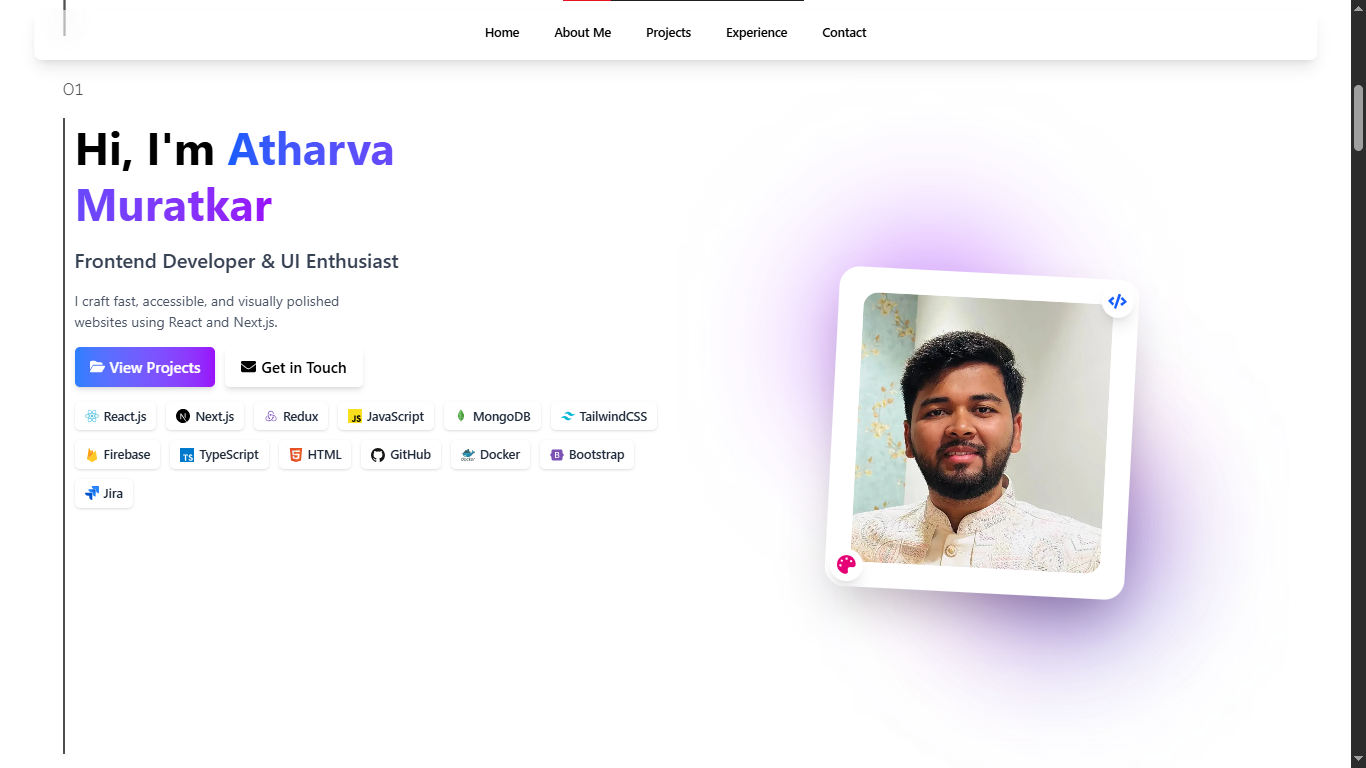 Home About Me Projects Experience Contact
01
Hi, I'm Atharva
Muratkar
Frontend Developer & UI Enthusiast
I craft fast, accessible, and visually polished
websites using React and Next.js.
View Projects Get in Touch
React.js Next.js Redux JavaScript MongoDB TailwindCSS
Firebase TypeScript HTML GitHub Docker Bootstrap
Jira